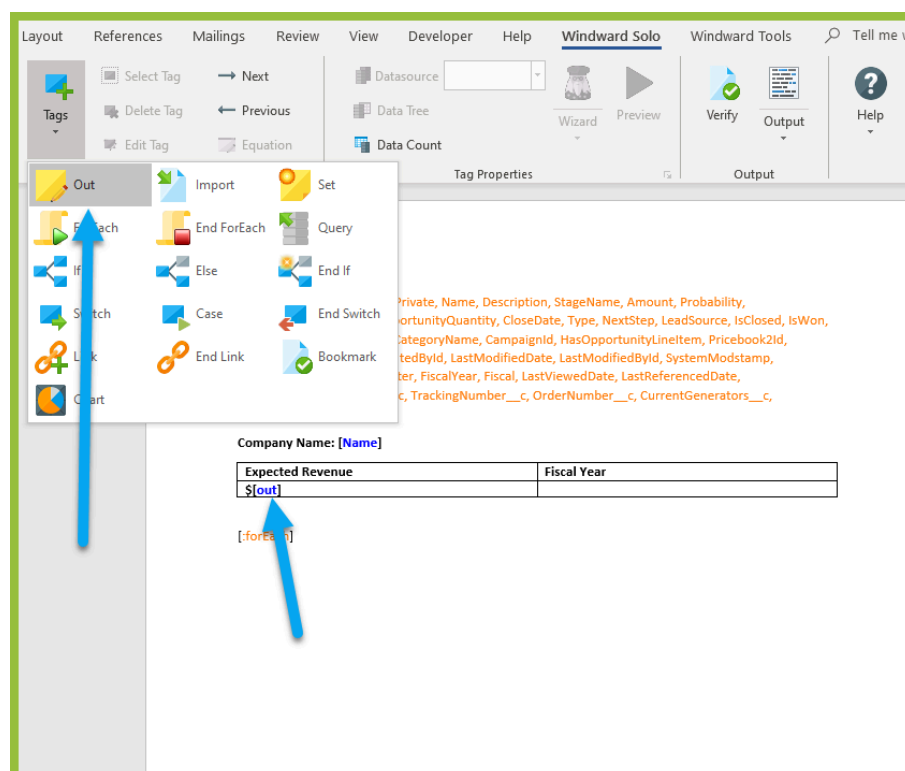 Layout References Mailings Review View Developer Help Windward Solo Windward Tools Tell me
Tags
Select Tag
Delete Tag
Edit Tag
Next
Previous
Equation
Datasource
Data Tree
Data Count
Wizard Preview
Verify Output
Help
Tag Properties
Output
Out Import Set
End ForEach Query
If Else End If
Case End Switch
End Link Bookmark
Private, Name, Description, StageName, Amount, Probability,
CloseDate, Type, NextStep, LeadSource, IsClosed, IsWon,
CampaignId, HasOpportunityLineItem, Pricebook2Id,
LastModifiedDate, LastModifiedById, SystemModstamp,
FiscalYear, Fiscal, LastViewedDate, LastReferencedDate,
TrackingNumber__c, OrderNumber__c, CurrentGenerators__c,
Company Name: [Name]
Expected Revenue Fiscal Year
$[out]
[:forEach]